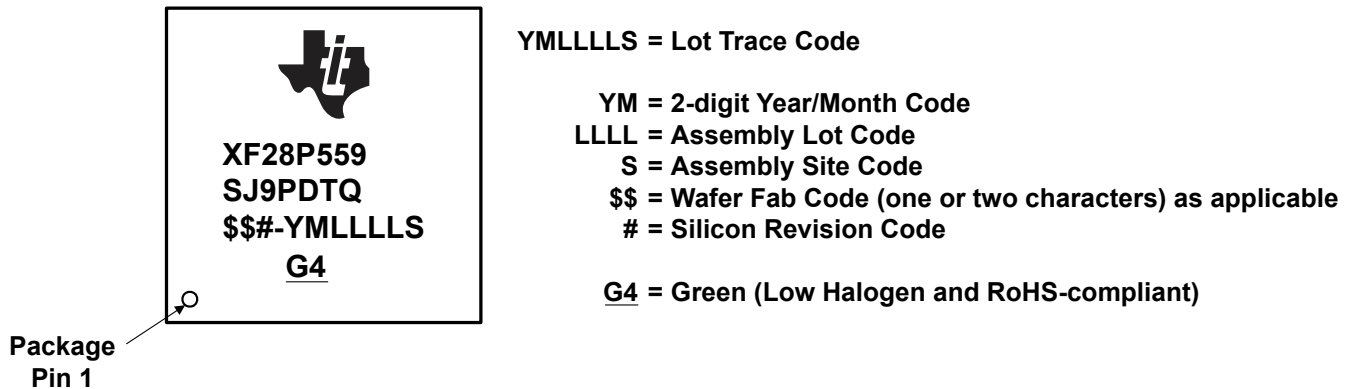 XF28P559
SJ9PDTQ
$$#-YMLLLLS
G4
Package
Pin 1
YMLLLLS = Lot Trace Code
YM = 2-digit Year/Month Code
LLLL = Assembly Lot Code
S = Assembly Site Code
$$ = Wafer Fab Code (one or two characters) as applicable
# = Silicon Revision Code
G4 = Green (Low Halogen and RoHS-compliant)